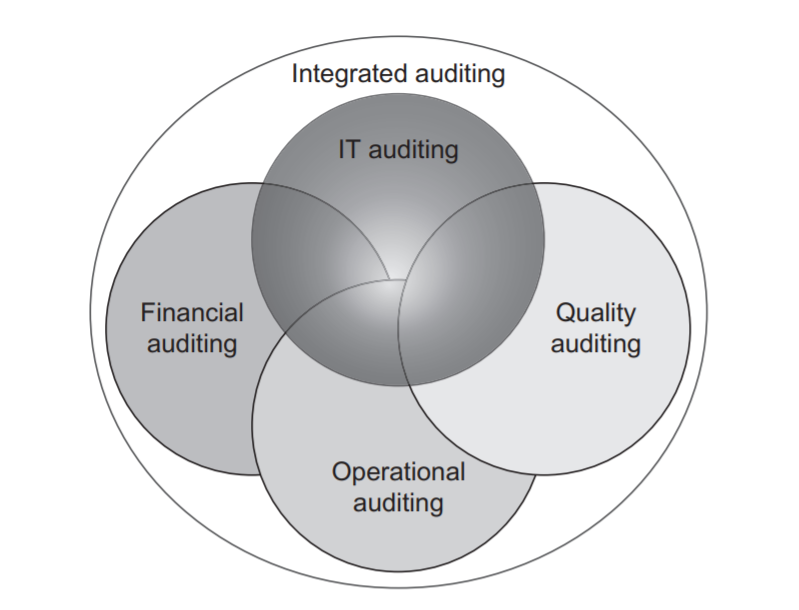 Integrated auditing
IT auditing
Financial
auditing
Quality
auditing
Operational
auditing